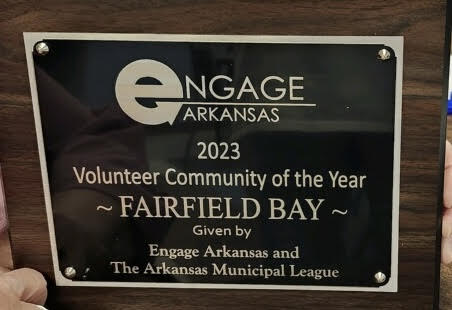 eNGAGE
ARKANSAS
2023
Volunteer Community of the Year
~ FAIRFIELD BAY ~
Given by
Engage Arkansas and
The Arkansas Municipal League